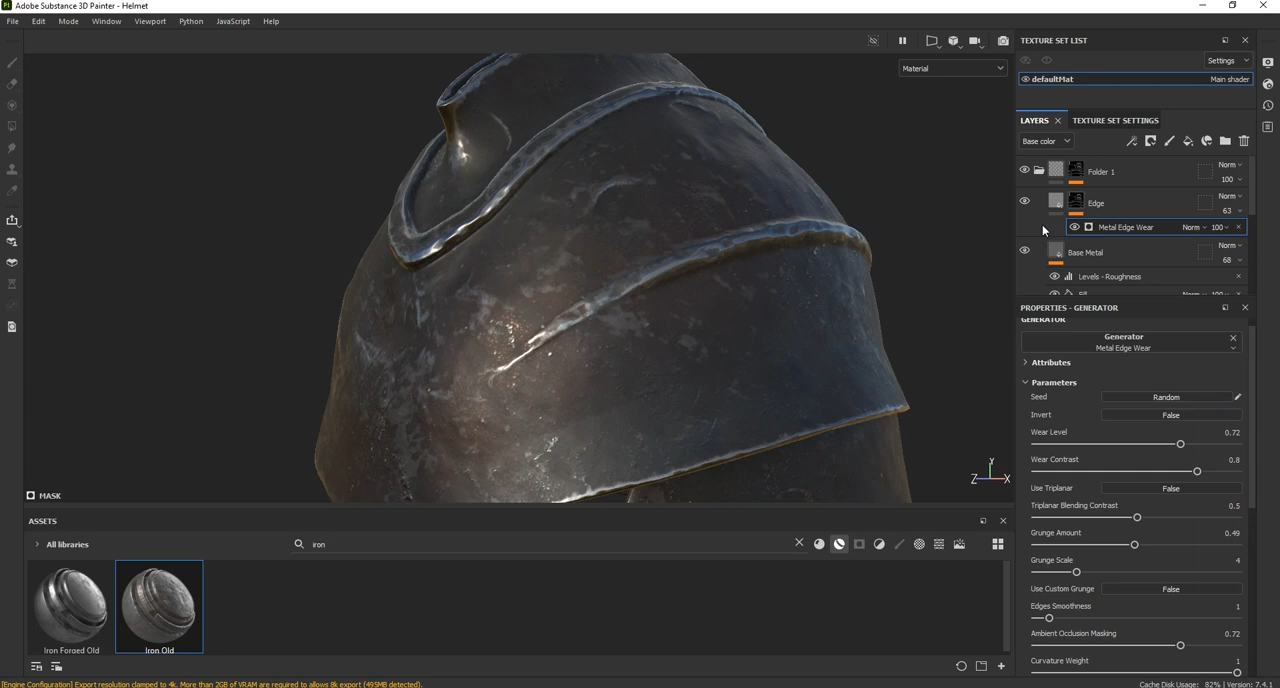 Adobe Substance 3D Painter - Helmet
File Edit Mode Window Viewport Python JavaScript Help
Material
MASK
Z Y X
TEXTURE SET LIST
Settings
defaultMat Main shader
LAYERS TEXTURE SET SETTINGS
Base color
Folder 1 Norm
100
Edge Norm
63
Metal Edge Wear Norm 100
Base Metal Norm
68
Levels - Roughness
PROPERTIES - GENERATOR
GENERATOR
Generator
Metal Edge Wear
Attributes
Parameters
Seed Random
Invert False
Wear Level 0.72
Wear Contrast 0.8
Use Triplanar False
Triplanar Blending Contrast 0.5
Grunge Amount 0.49
Grunge Scale 4
Use Custom Grunge False
Edges Smoothness 1
Ambient Occlusion Masking 0.72
Curvature Weight 1
ASSETS
All libraries
iron
Iron Forged Old
Iron Old
[Engine Configuration] Export resolution clamped to 4k. More than 2GB of VRAM are required to allows 8k export (495MB detected).
Cache Disk Usage: 82% | Version: 7.4.1